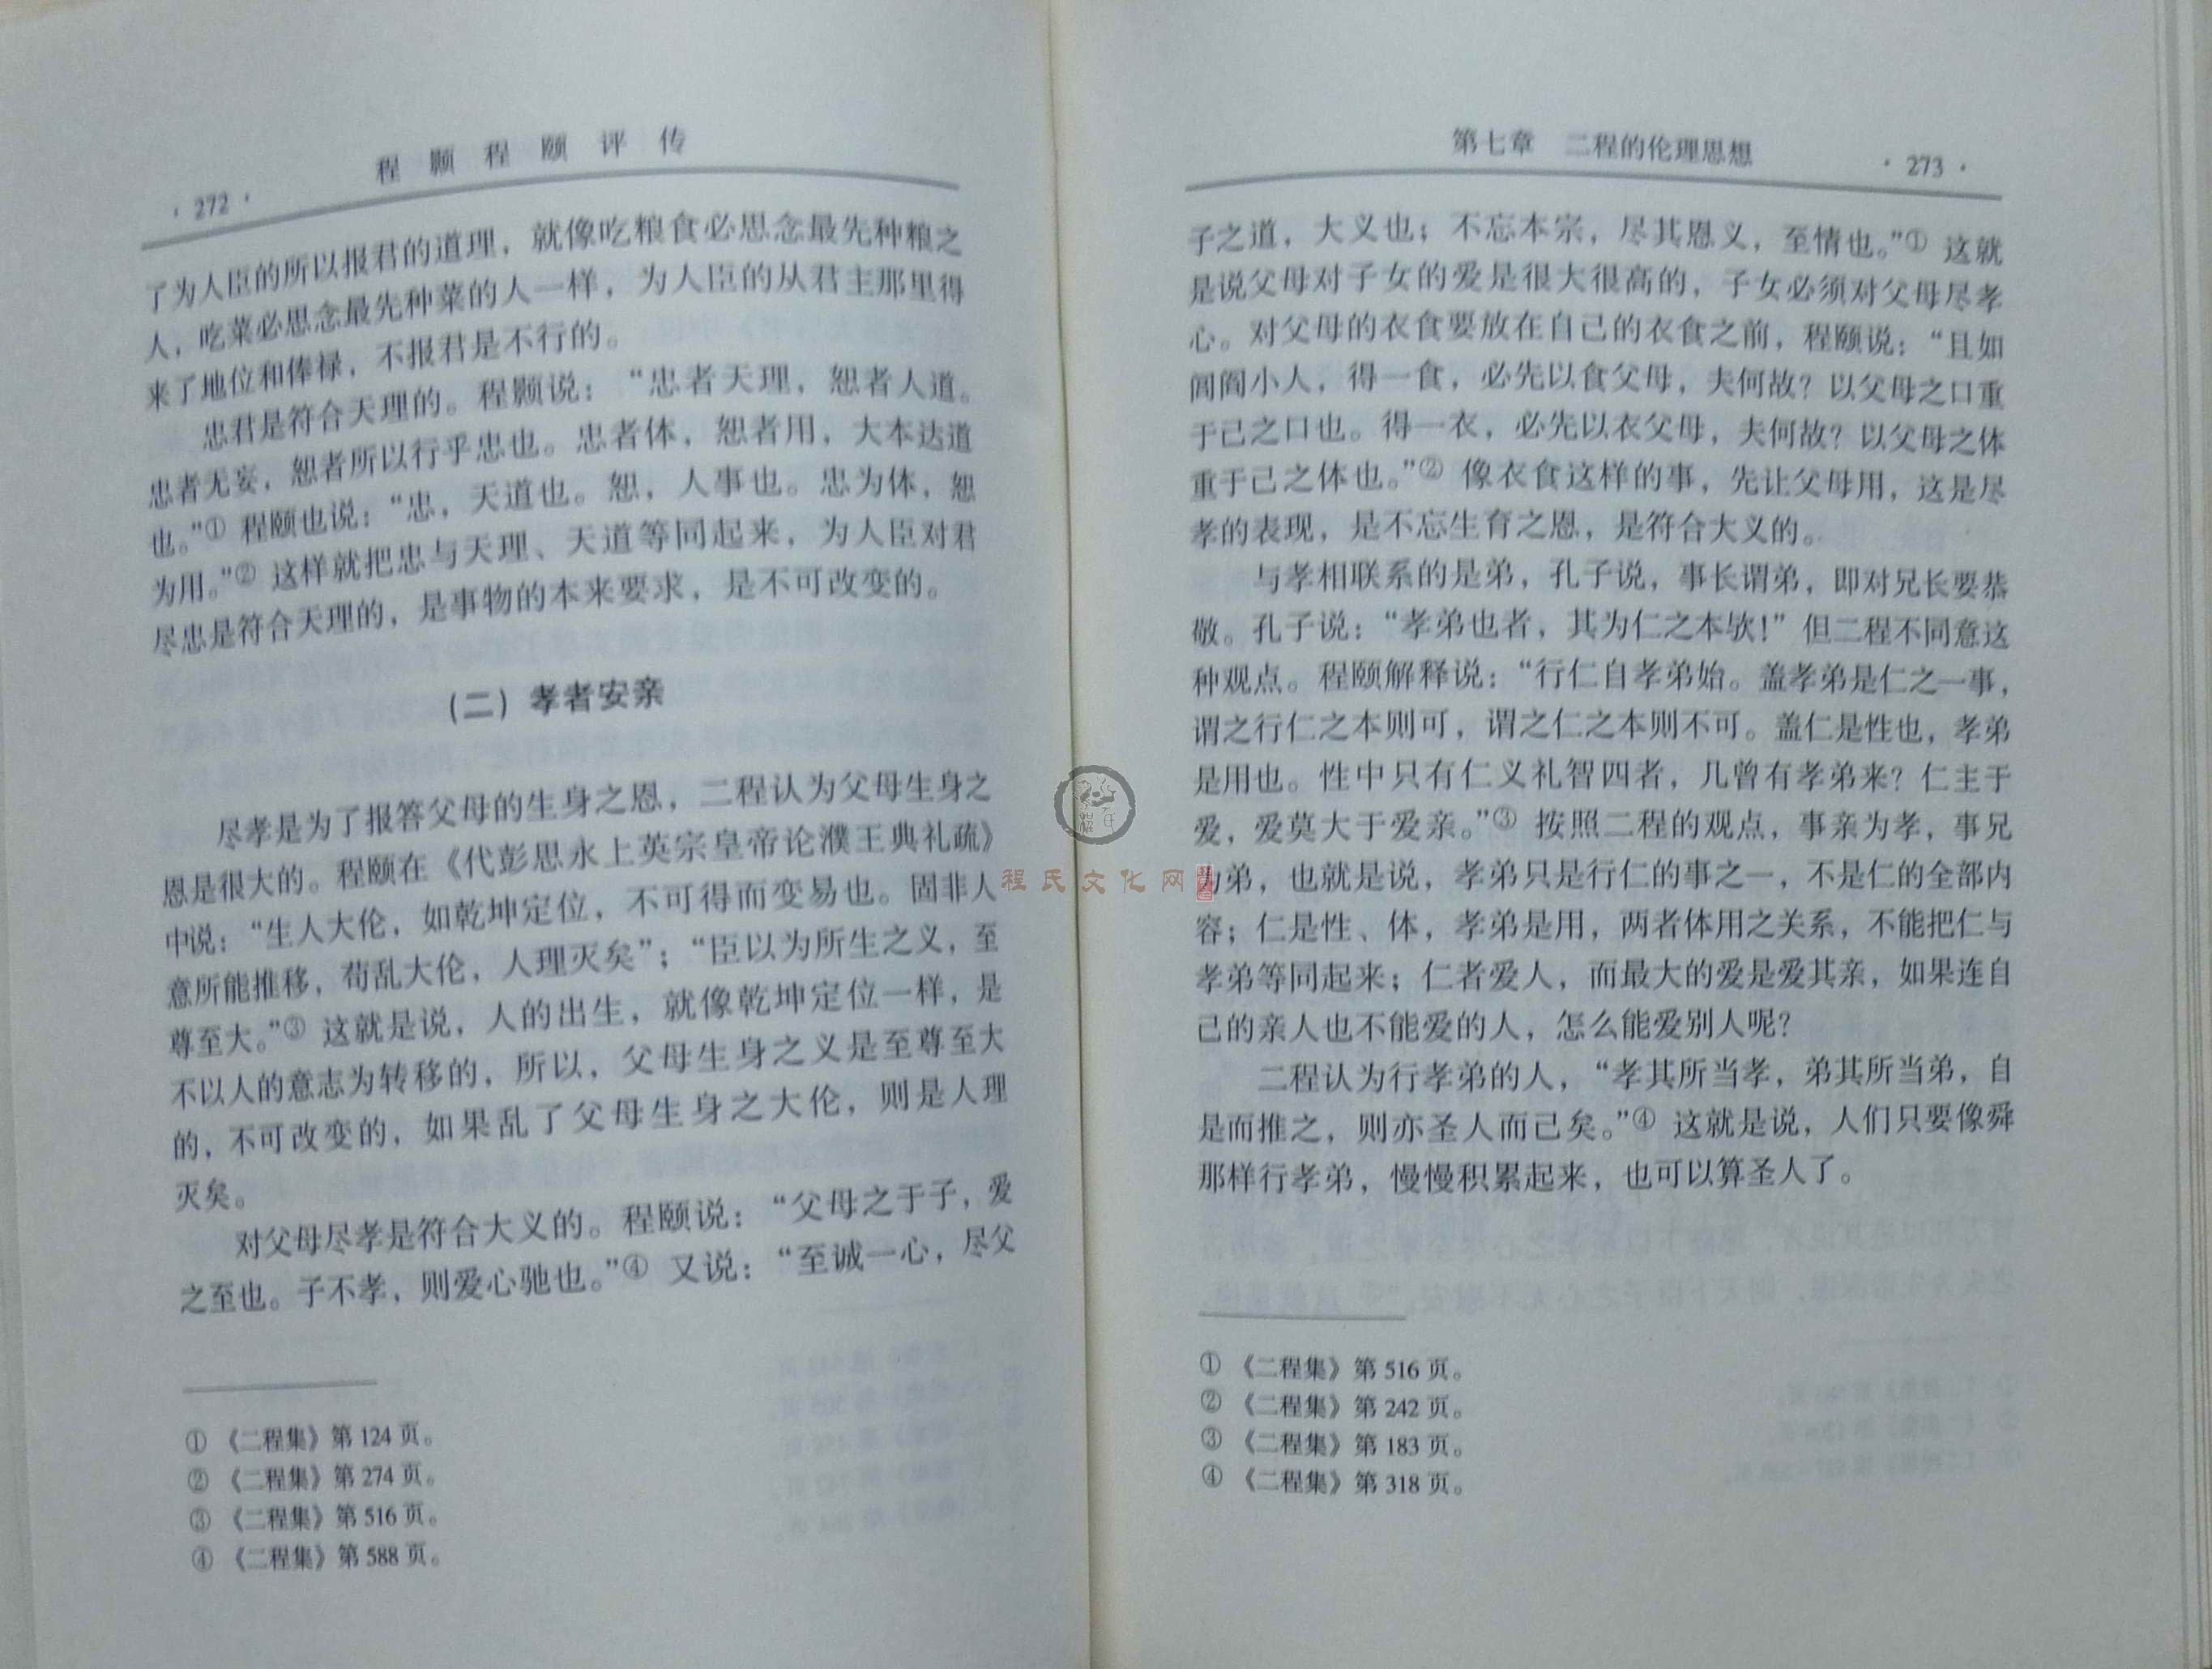 程颢程颐评传
· 272 ·
了为人臣的所以报君的道理，就像吃粮食必思念最先种粮之
人，吃菜必思念最先种菜的人一样，为人臣的从君主那里得
来了地位和俸禄，不报君是不行的。
忠君是符合天理的。程颢说：“忠者天理，恕者人道。
忠者无妄，恕者所以行乎忠也。忠者体，恕者用，大本达道
也。”① 程颐也说：“忠，天道也。恕，人事也。忠为体，恕
为用。”② 这样就把忠与天理、天道等同起来，为人臣对君
尽忠是符合天理的，是事物的本来要求，是不可改变的。
（二）孝者安亲
尽孝是为了报答父母的生身之恩，二程认为父母生身之
恩是很大的。程颐在《代彭思永上英宗皇帝论濮王典礼疏》
中说：“生人大伦，如乾坤定位，不可得而变易也。固非人
意所能推移，苟乱大伦，人理灭矣”；“臣以为所生之义，至
尊至大。”③ 这就是说，人的出生，就像乾坤定位一样，是
不以人的意志为转移的，所以，父母生身之义是至尊至大
的，不可改变的，如果乱了父母生身之大伦，则是人理
灭矣。
对父母尽孝是符合大义的。程颐说：“父母之于子，爱
之至也。子不孝，则爱心驰也。”④ 又说：“至诚一心，尽父
① 《二程集》第 124 页。
② 《二程集》第 274 页。
③ 《二程集》第 516 页。
④ 《二程集》第 588 页。
第七章 二程的伦理思想
· 273 ·
子之道，大义也；不忘本宗，尽其恩义，至情也。”① 这就
是说父母对子女的爱是很大很高的，子女必须对父母尽孝
心。对父母的衣食要放在自己的衣食之前，程颐说：“且如
闾阎小人，得一食，必先以食父母，夫何故？以父母之口重
于己之口也。得一衣，必先以衣父母，夫何故？以父母之体
重于己之体也。”② 像衣食这样的事，先让父母用，这是尽
孝的表现，是不忘生育之恩，是符合大义的。
与孝相联系的是弟，孔子说，事长谓弟，即对兄长要恭
敬。孔子说：“孝弟也者，其为仁之本欤！”但二程不同意这
种观点。程颐解释说：“行仁自孝弟始。盖孝弟是仁之一事，
谓之行仁之本则可，谓之仁之本则不可。盖仁是性也，孝弟
是用也。性中只有仁义礼智四者，几曾有孝弟来？仁主于
爱，爱莫大于爱亲。”③ 按照二程的观点，事亲为孝，事兄
为弟，也就是说，孝弟只是行仁的事之一，不是仁的全部内
容；仁是性、体，孝弟是用，两者体用之关系，不能把仁与
孝弟等同起来；仁者爱人，而最大的爱是爱其亲，如果连自
己的亲人也不能爱的人，怎么能爱别人呢？
二程认为行孝弟的人，“孝其所当孝，弟其所当弟，自
是而推之，则亦圣人而已矣。”④ 这就是说，人们只要像舜
那样行孝弟，慢慢积累起来，也可以算圣人了。
① 《二程集》第 516 页。
② 《二程集》第 242 页。
③ 《二程集》第 183 页。
④ 《二程集》第 318 页。
程氏文化网